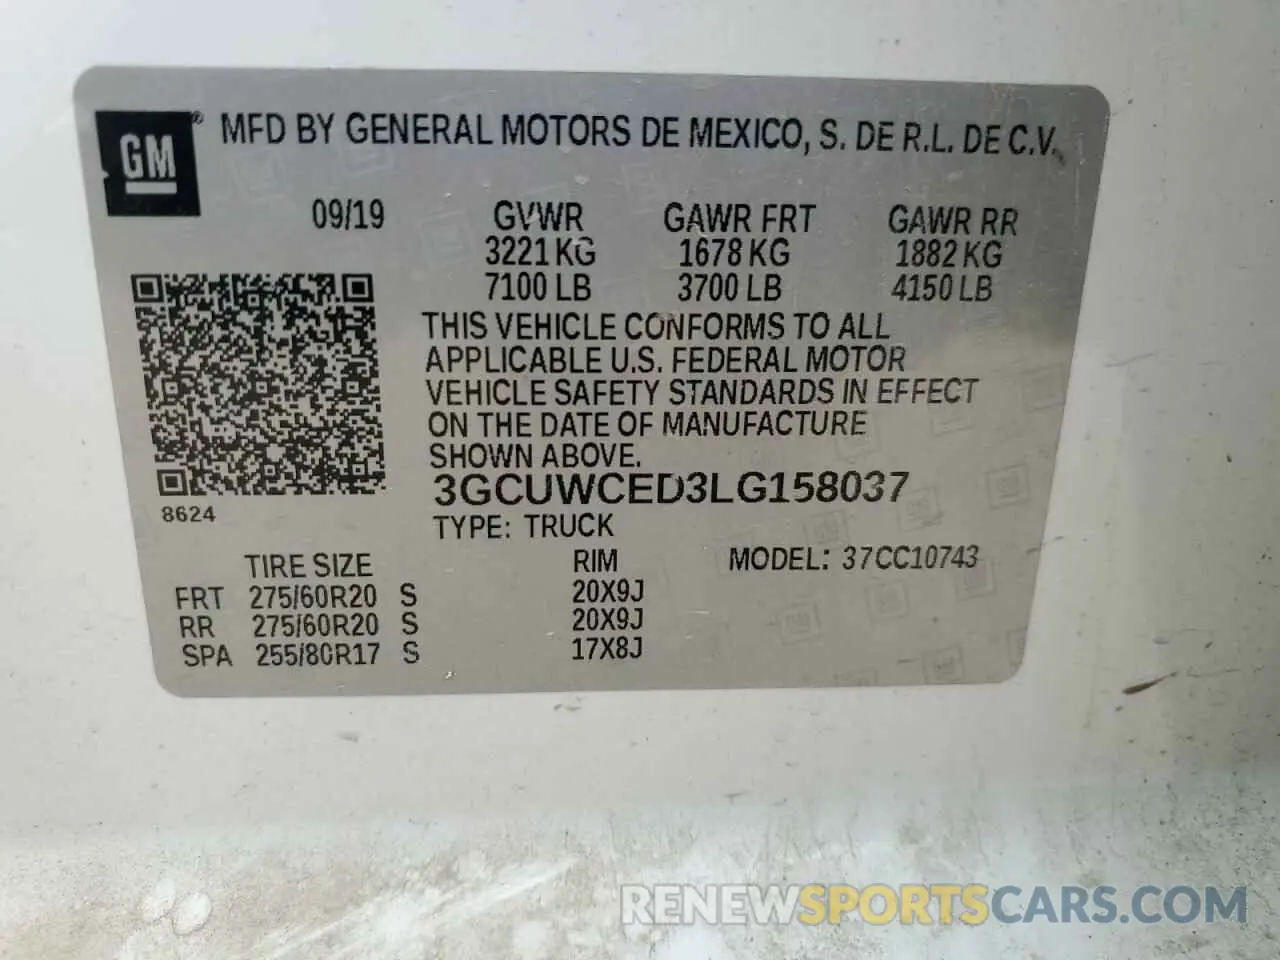 GM ® MFD BY GENERAL MOTORS DE MEXICO, S. DE R.L. DE C.V.
09/19 GVWR GAWR FRT GAWR RR
3221 KG 1678 KG 1882 KG
7100 LB 3700 LB 4150 LB
THIS VEHICLE CONFORMS TO ALL
APPLICABLE U.S. FEDERAL MOTOR
VEHICLE SAFETY STANDARDS IN EFFECT
ON THE DATE OF MANUFACTURE
SHOWN ABOVE.
3GCUWCED3LG158037
8624
TYPE: TRUCK
TIRE SIZE RIM MODEL: 37CC10743
FRT 275/60R20 S 20X9J
RR 275/60R20 S 20X9J
SPA 255/80R17 S 17X8J
RENEWSPORTSCARS.COM